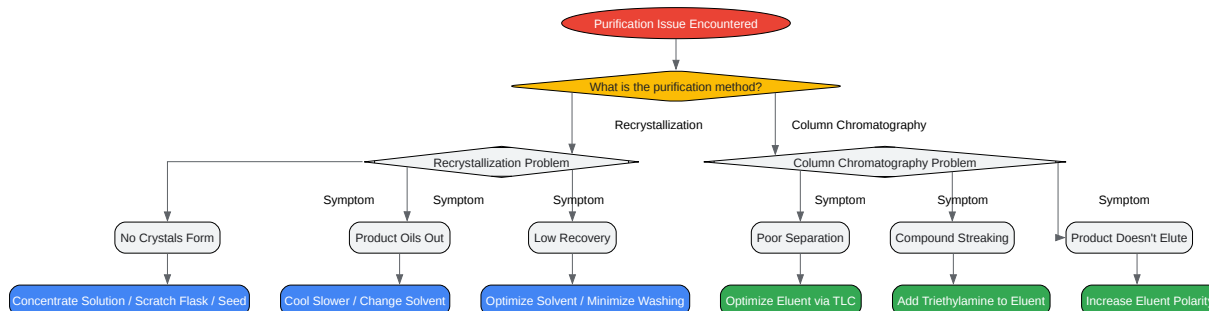 Purification Issue Encountered
What is the purification method?
Recrystallization
Column Chromatography
Recrystallization Problem
Column Chromatography Problem
Symptom
Symptom
Symptom
Symptom
Symptom
Symptom
No Crystals Form
Product Oils Out
Low Recovery
Poor Separation
Compound Streaking
Product Doesn't Elute
Concentrate Solution / Scratch Flask / Seed
Cool Slower / Change Solvent
Optimize Solvent / Minimize Washing
Optimize Eluent via TLC
Add Triethylamine to Eluent
Increase Eluent Polarity